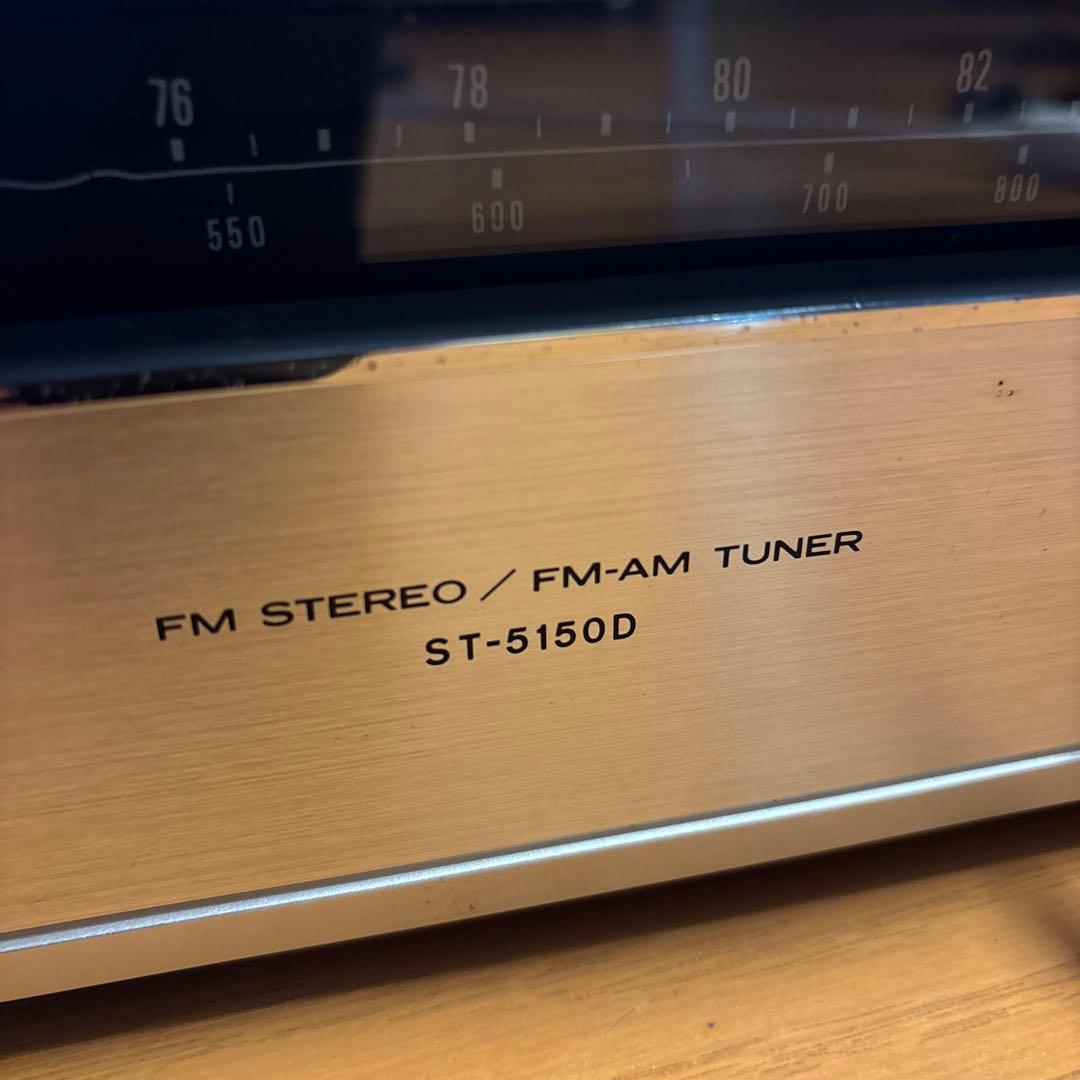 76 78 80 82
550 600 700 800
FM STEREO / FM-AM TUNER
ST-5150D